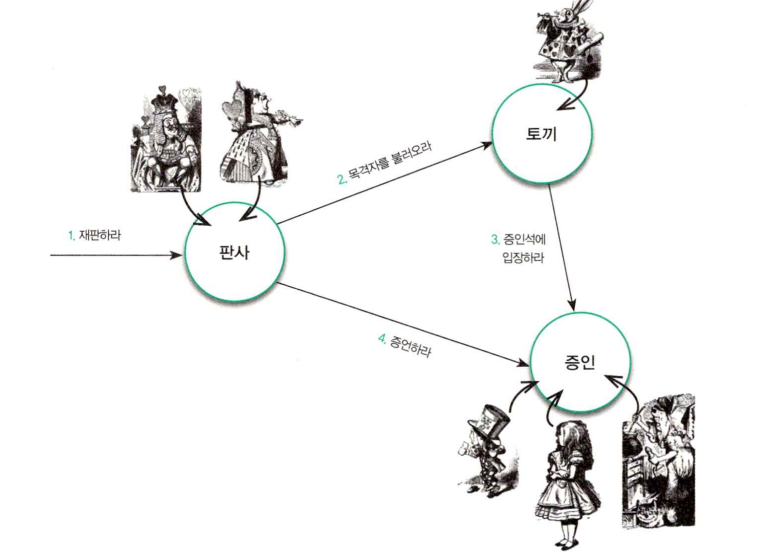 토끼
2. 목격자를 불러오라
1. 재판하라
판사
3. 증인석에
입장하라
4. 증언하라
증인